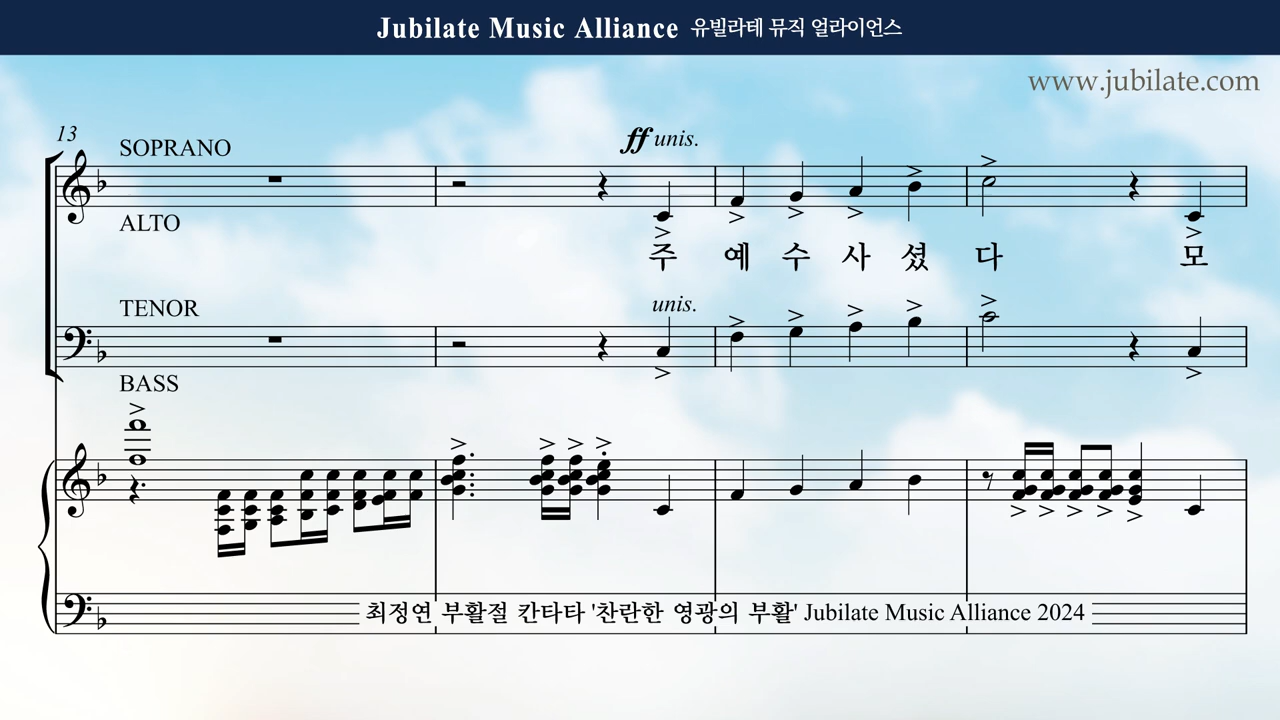 Jubilate Music Alliance 유빌라테 뮤직 얼라이언스
www.jubilate.com
13
SOPRANO
ff unis.
ALTO
주 예 수 사 셨 다 모
TENOR
unis.
BASS
최정연 부활절 칸타타 '찬란한 영광의 부활' Jubilate Music Alliance 2024